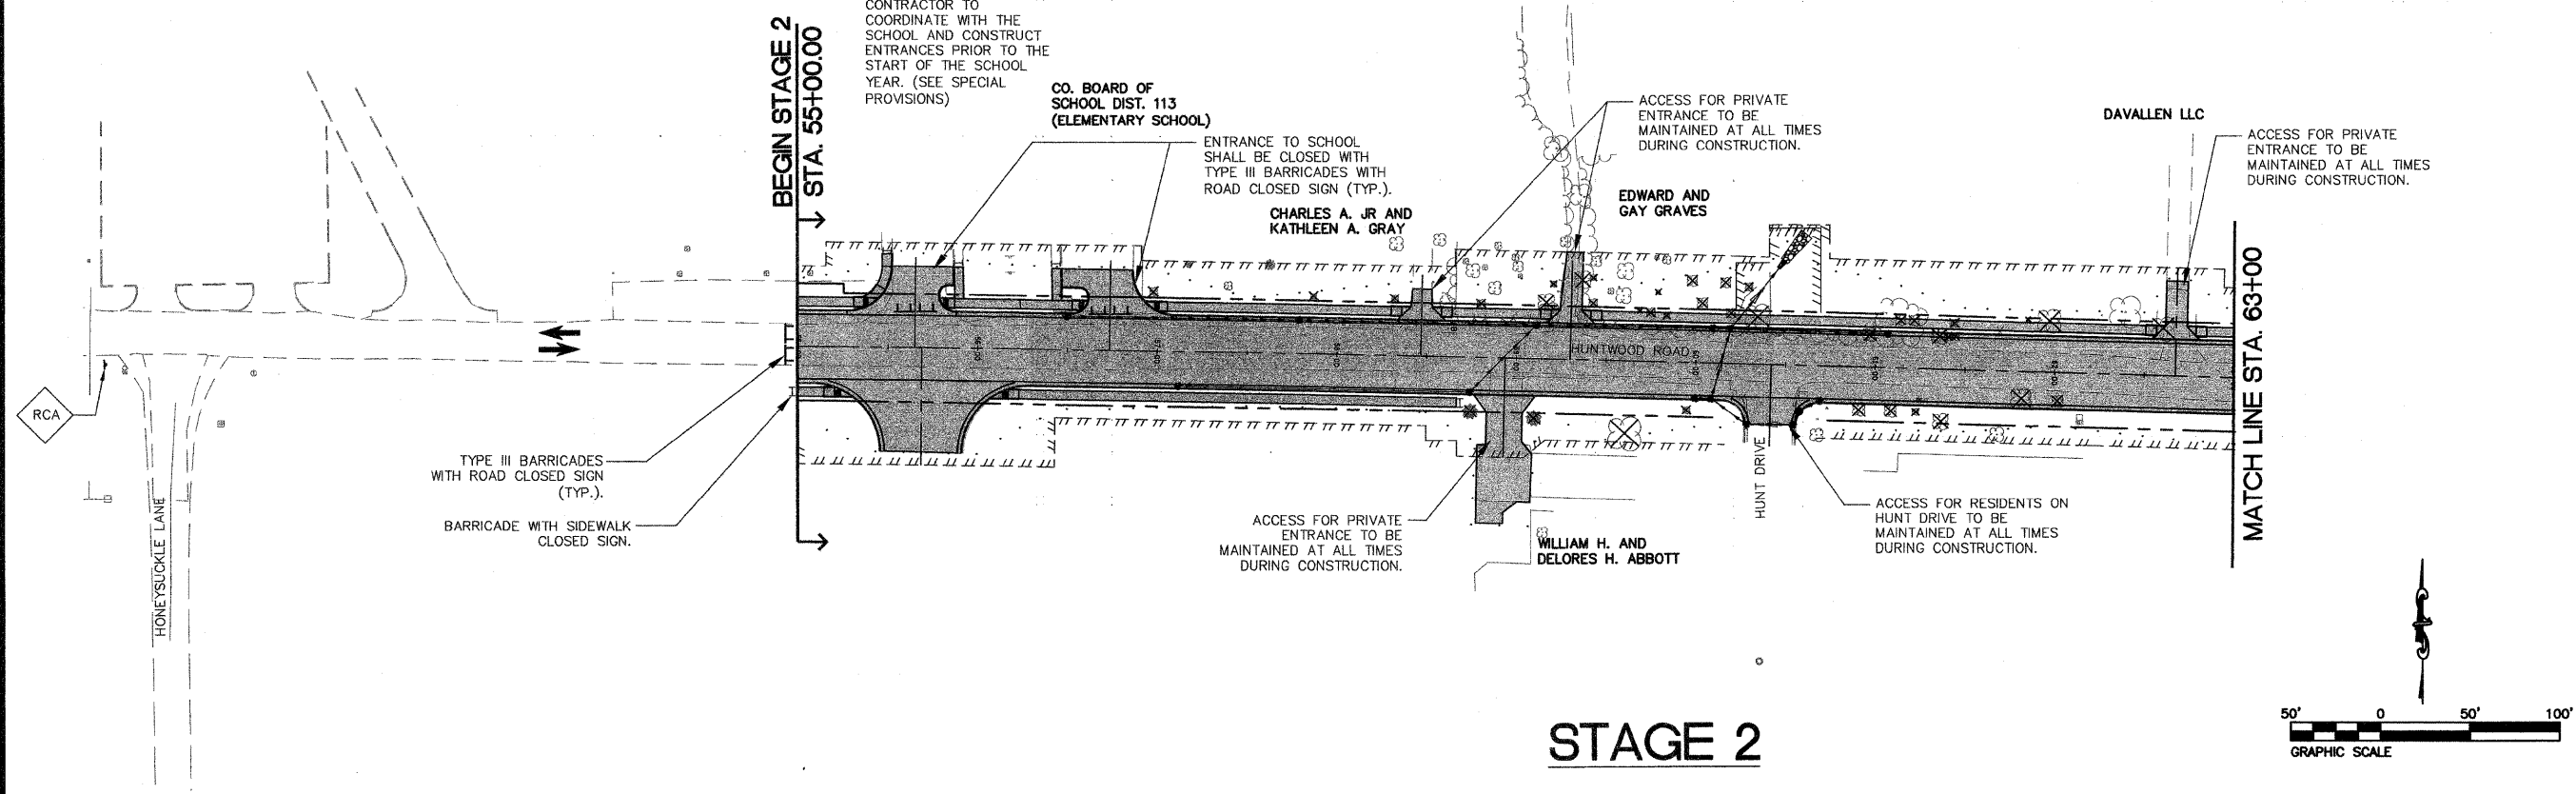 CONTRACTOR TO
COORDINATE WITH THE
SCHOOL AND CONSTRUCT
ENTRANCES PRIOR TO THE
START OF THE SCHOOL
YEAR. (SEE SPECIAL
PROVISIONS)
BEGIN STAGE 2
STA. 55+00.00
CO. BOARD OF
SCHOOL DIST. 113
(ELEMENTARY SCHOOL)
ENTRANCE TO SCHOOL
SHALL BE CLOSED WITH
TYPE III BARRICADES WITH
ROAD CLOSED SIGN (TYP.).
CHARLES A. JR AND
KATHLEEN A. GRAY
ACCESS FOR PRIVATE
ENTRANCE TO BE
MAINTAINED AT ALL TIMES
DURING CONSTRUCTION.
EDWARD AND
GAY GRAVES
DAVALLEN LLC
ACCESS FOR PRIVATE
ENTRANCE TO BE
MAINTAINED AT ALL TIMES
DURING CONSTRUCTION.
MATCH LINE STA. 63+00
HUNTWOOD ROAD
RCA
HONEYSUCKLE LANE
TYPE III BARRICADES
WITH ROAD CLOSED SIGN
(TYP.).
BARRICADE WITH SIDEWALK
CLOSED SIGN.
ACCESS FOR PRIVATE
ENTRANCE TO BE
MAINTAINED AT ALL TIMES
DURING CONSTRUCTION.
WILLIAM H. AND
DELORES H. ABBOTT
HUNT DRIVE
ACCESS FOR RESIDENTS ON
HUNT DRIVE TO BE
MAINTAINED AT ALL TIMES
DURING CONSTRUCTION.
STAGE 2
50' 0 50' 100'
GRAPHIC SCALE